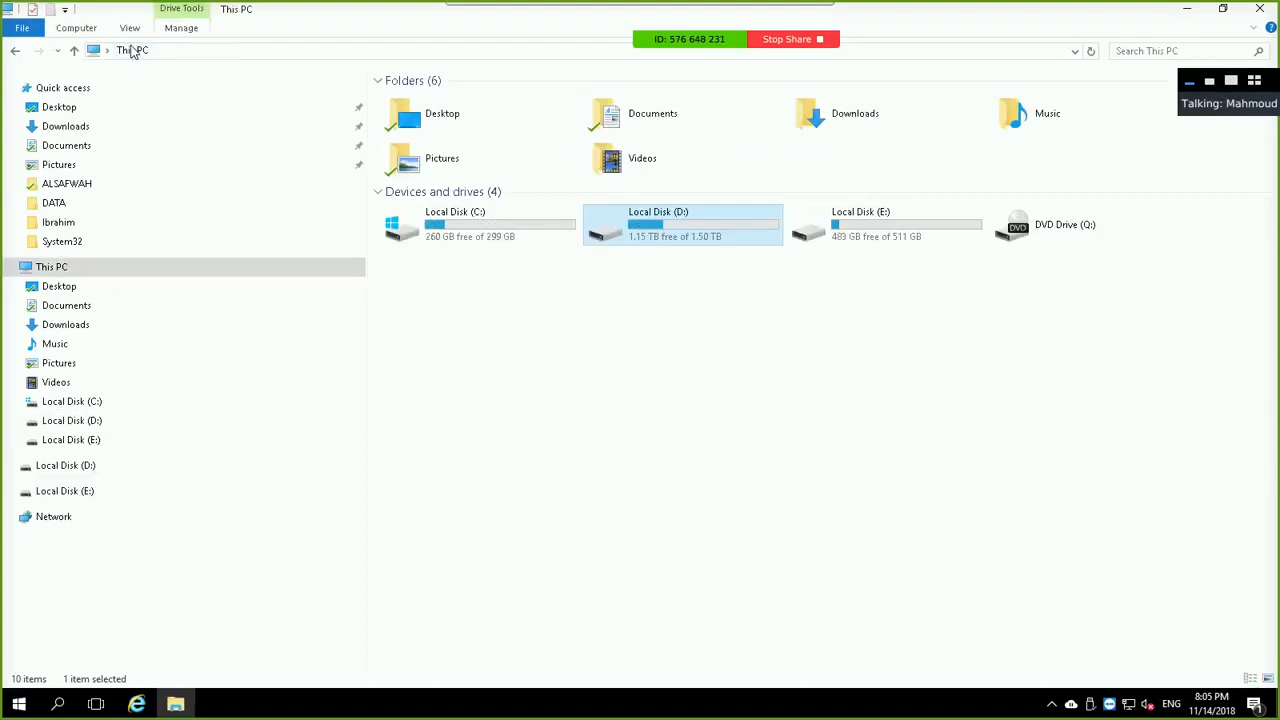 Drive Tools
This PC
File
Computer
View
Manage
ID: 576 648 231
Stop Share
This PC
Search This PC
Talking: Mahmoud
Quick access
Desktop
Downloads
Documents
Pictures
ALSAFWAH
DATA
Ibrahim
System32
This PC
Desktop
Documents
Downloads
Music
Pictures
Videos
Local Disk (C:)
Local Disk (D:)
Local Disk (E:)
Local Disk (D:)
Local Disk (E:)
Network
Folders (6)
Desktop
Documents
Downloads
Music
Pictures
Videos
Devices and drives (4)
Local Disk (C:)
260 GB free of 299 GB
Local Disk (D:)
1.15 TB free of 1.50 TB
Local Disk (E:)
483 GB free of 511 GB
DVD
DVD Drive (Q:)
10 items
1 item selected
ENG
8:05 PM
11/14/2018
1